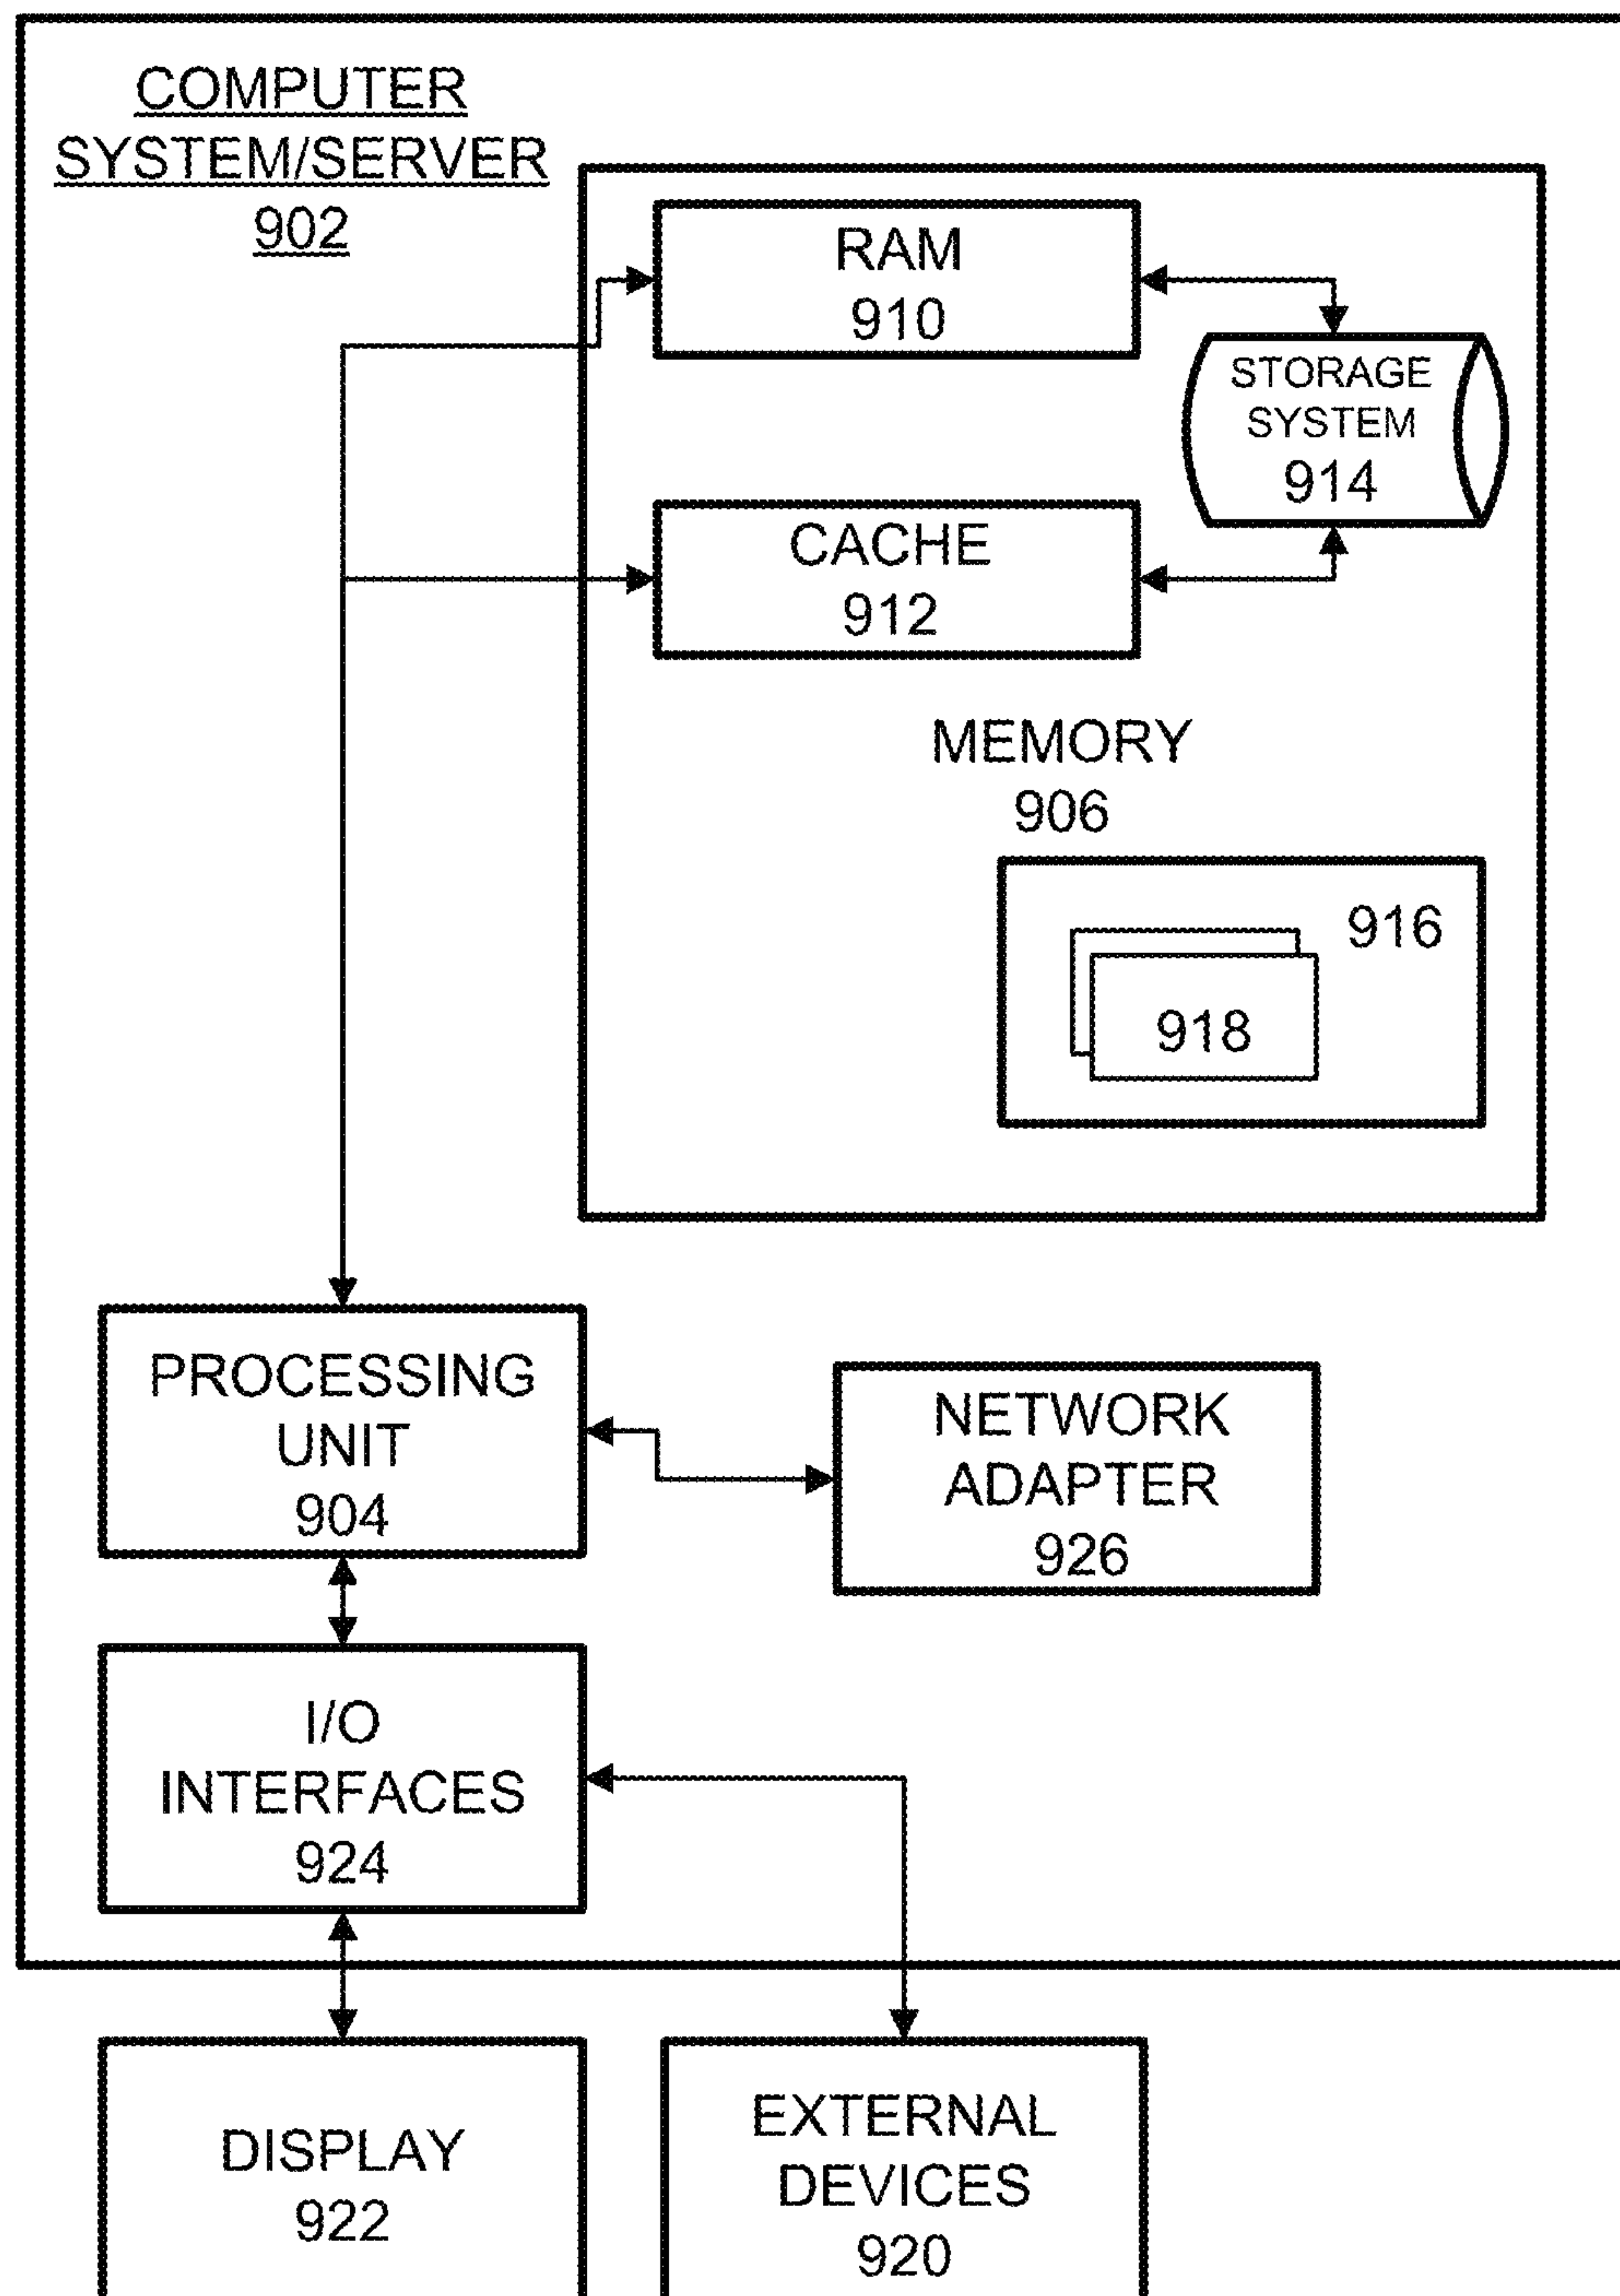 COMPUTER
SYSTEM/SERVER
902
RAM
910
STORAGE
SYSTEM
914
CACHE
912
MEMORY
906
916
918
PROCESSING
UNIT
904
NETWORK
ADAPTER
926
I/O
INTERFACES
924
DISPLAY
922
EXTERNAL
DEVICES
920